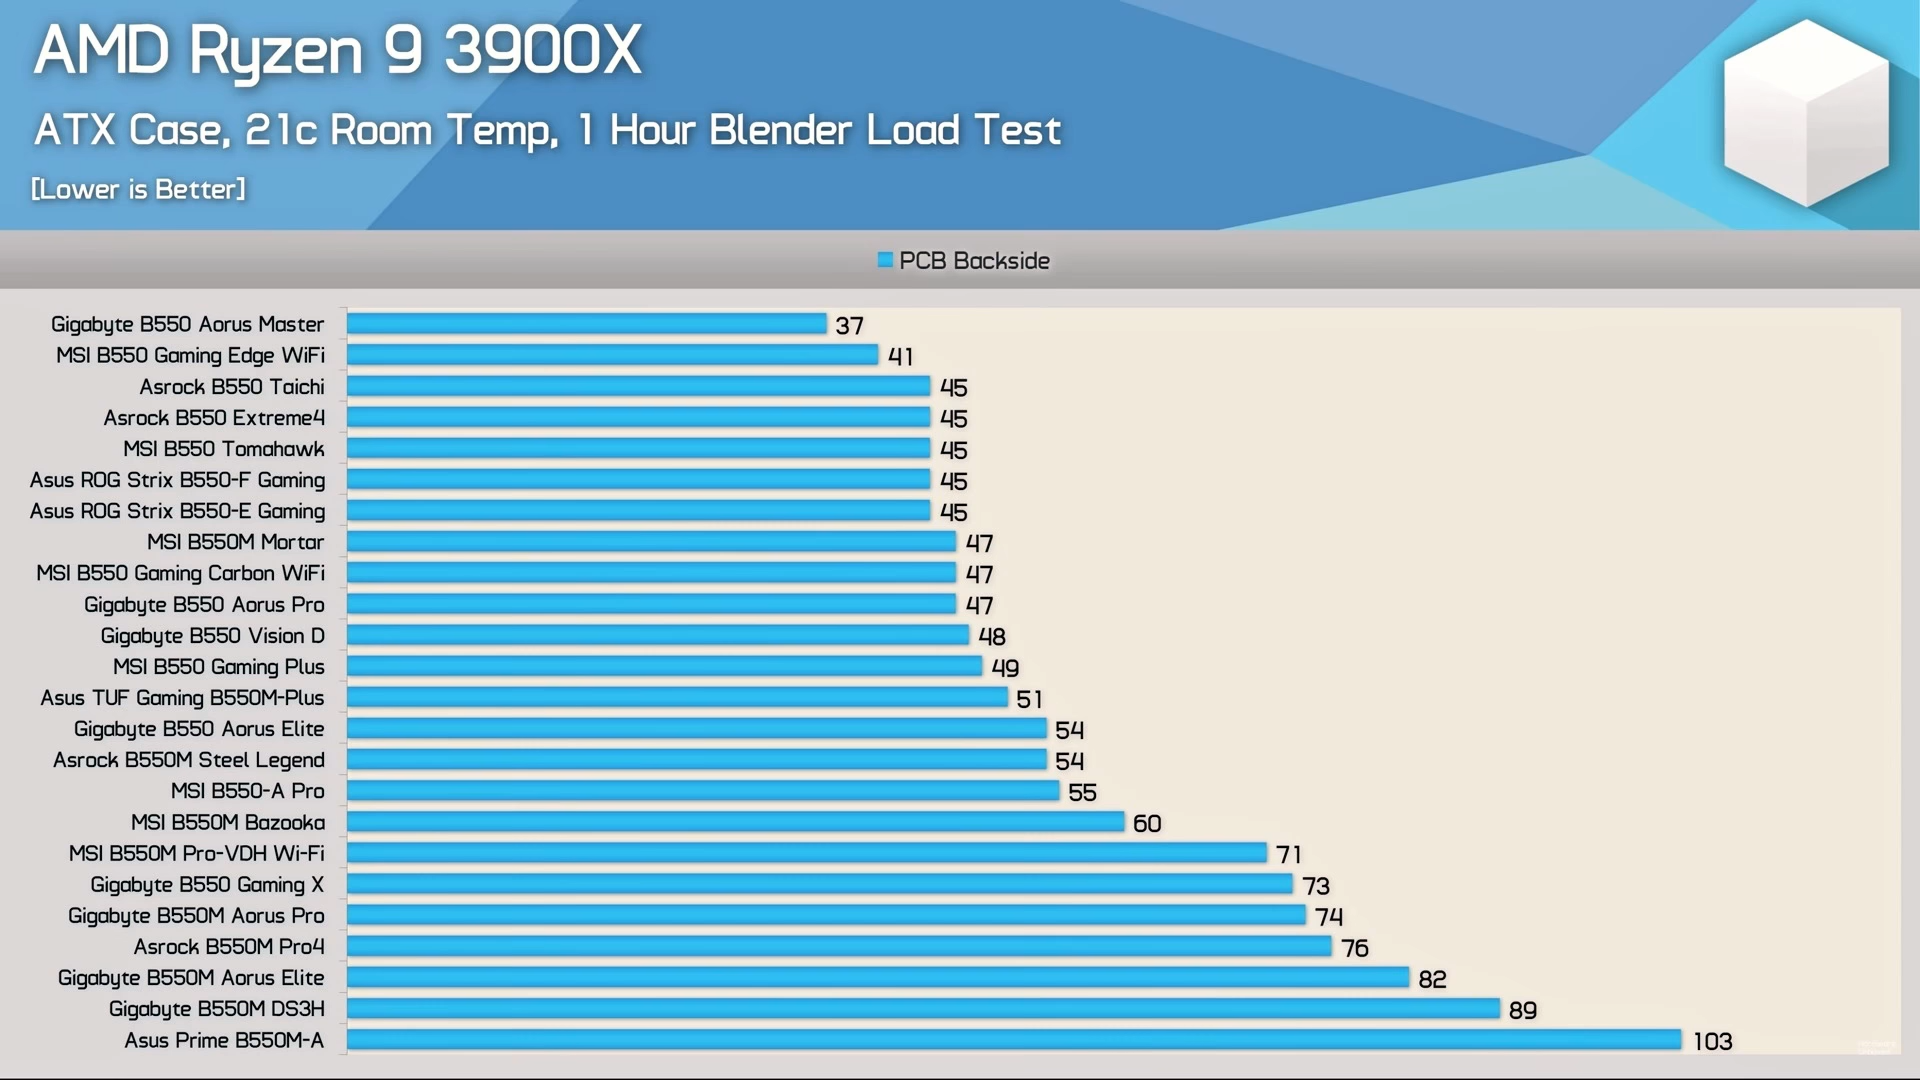 AMD Ryzen 9 3900X
ATX Case, 21c Room Temp, 1 Hour Blender Load Test
[Lower is Better]
PCB Backside
Gigabyte B550 Aorus Master 37
MSI B550 Gaming Edge WiFi 41
Asrock B550 Taichi 45
Asrock B550 Extreme4 45
MSI B550 Tomahawk 45
Asus ROG Strix B550-F Gaming 45
Asus ROG Strix B550-E Gaming 45
MSI B550M Mortar 47
MSI B550 Gaming Carbon WiFi 47
Gigabyte B550 Aorus Pro 47
Gigabyte B550 Vision D 48
MSI B550 Gaming Plus 49
Asus TUF Gaming B550M-Plus 51
Gigabyte B550 Aorus Elite 54
Asrock B550M Steel Legend 54
MSI B550-A Pro 55
MSI B550M Bazooka 60
MSI B550M Pro-VDH Wi-Fi 71
Gigabyte B550 Gaming X 73
Gigabyte B550M Aorus Pro 74
Asrock B550M Pro4 76
Gigabyte B550M Aorus Elite 82
Gigabyte B550M DS3H 89
Asus Prime B550M-A 103